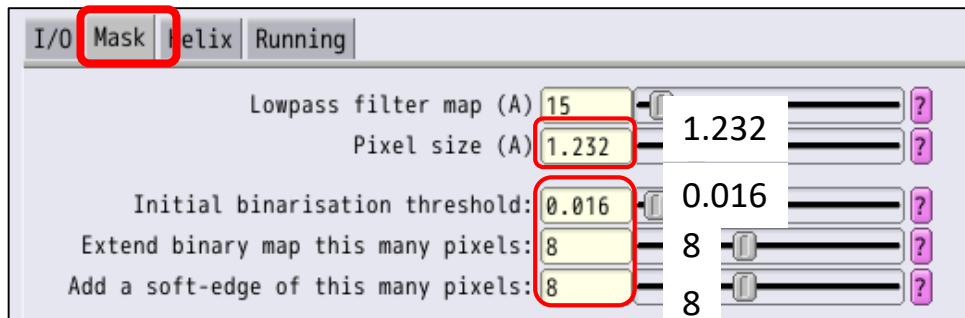 I/O Mask Helix Running
Lowpass filter map (A) 15 ?
Pixel size (A) 1.232 1.232 ?
Initial binarisation threshold: 0.016 0.016 ?
Extend binary map this many pixels: 8 8 ?
Add a soft-edge of this many pixels: 8 8 ?